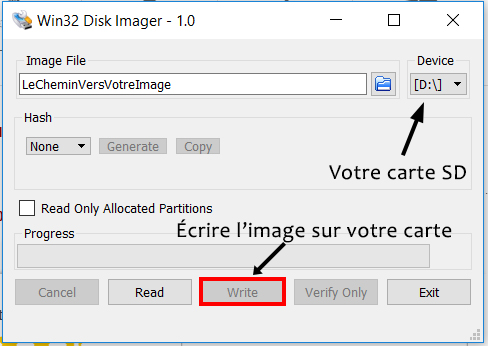 Win32 Disk Imager - 1.0
Image File
Device
LeCheminVersVotreImage
[D:\]
Hash
None
Generate
Copy
Votre carte SD
Read Only Allocated Partitions
Écrire l'image sur votre carte
Progress
Cancel
Read
Write
Verify Only
Exit